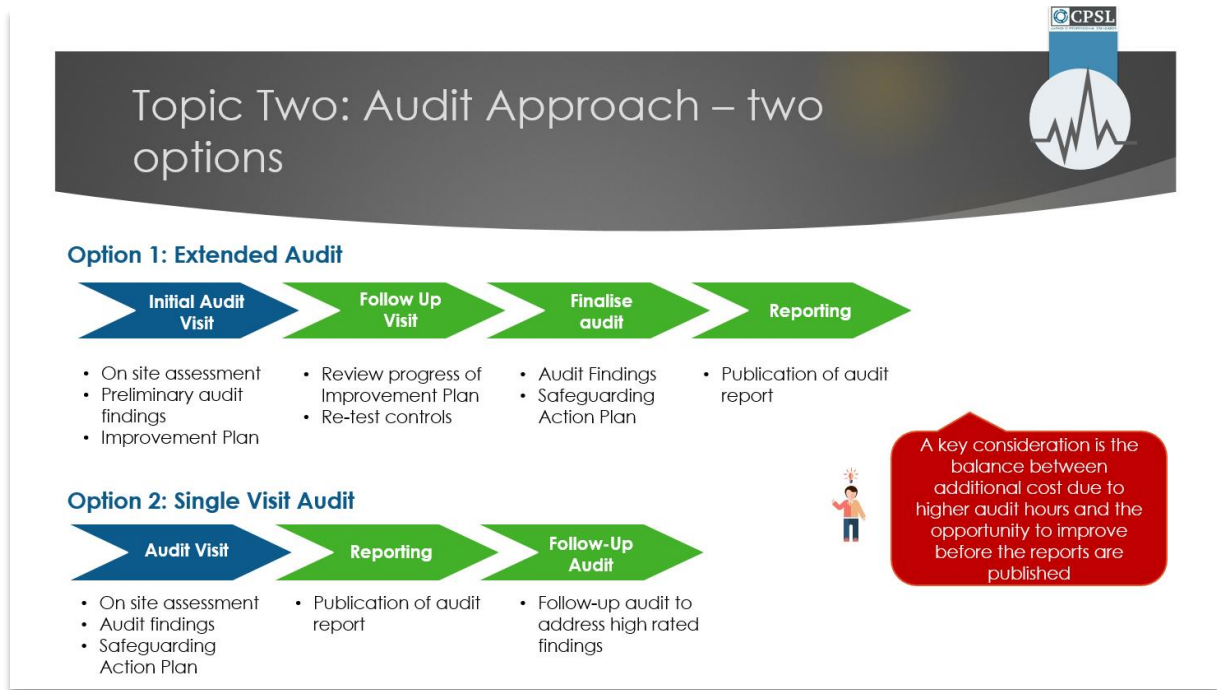 CPSL
Topic Two: Audit Approach – two
options
Option 1: Extended Audit
Initial Audit
Visit
Follow Up
Visit
Finalise
audit
Reporting
• On site assessment
• Preliminary audit
findings
• Improvement Plan
• Review progress of
Improvement Plan
• Re-test controls
• Audit Findings
• Safeguarding
Action Plan
• Publication of audit
report
A key consideration is the
balance between
additional cost due to
higher audit hours and the
opportunity to improve
before the reports are
published
Option 2: Single Visit Audit
Audit Visit
Reporting
Follow-Up
Audit
• On site assessment
• Audit findings
• Safeguarding
Action Plan
• Publication of audit
report
• Follow-up audit to
address high rated
findings